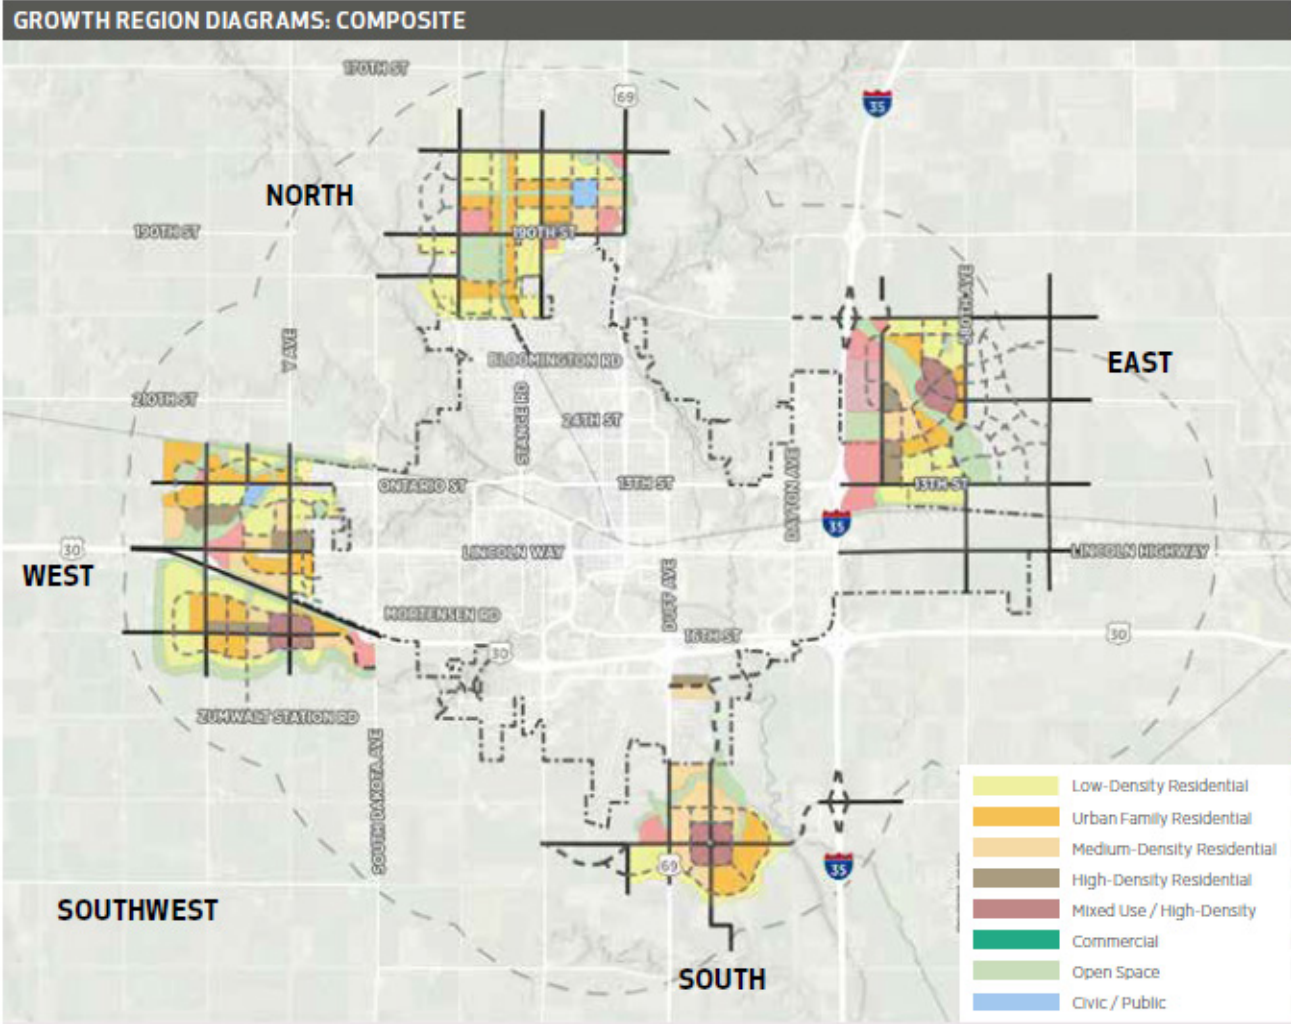 GROWTH REGION DIAGRAMS: COMPOSITE
170TH ST
69
35
NORTH
190TH ST
190TH ST
580TH AVE
Y AVE
BLOOMINGTON RD
EAST
210TH ST
STANGE RD
24TH ST
ONTARIO ST
13TH ST
DAYTON AVE
13TH ST
35
30
LINCOLN WAY
LINCOLN HIGHWAY
WEST
DUFF AVE
MORTENSEN RD
16TH ST
30
30
ZUMWALT STATION RD
SOUTH DAKOTA AVE
69
35
SOUTHWEST
SOUTH
Low-Density Residential
Urban Family Residential
Medium-Density Residential
High-Density Residential
Mixed Use / High-Density
Commercial
Open Space
Civic / Public